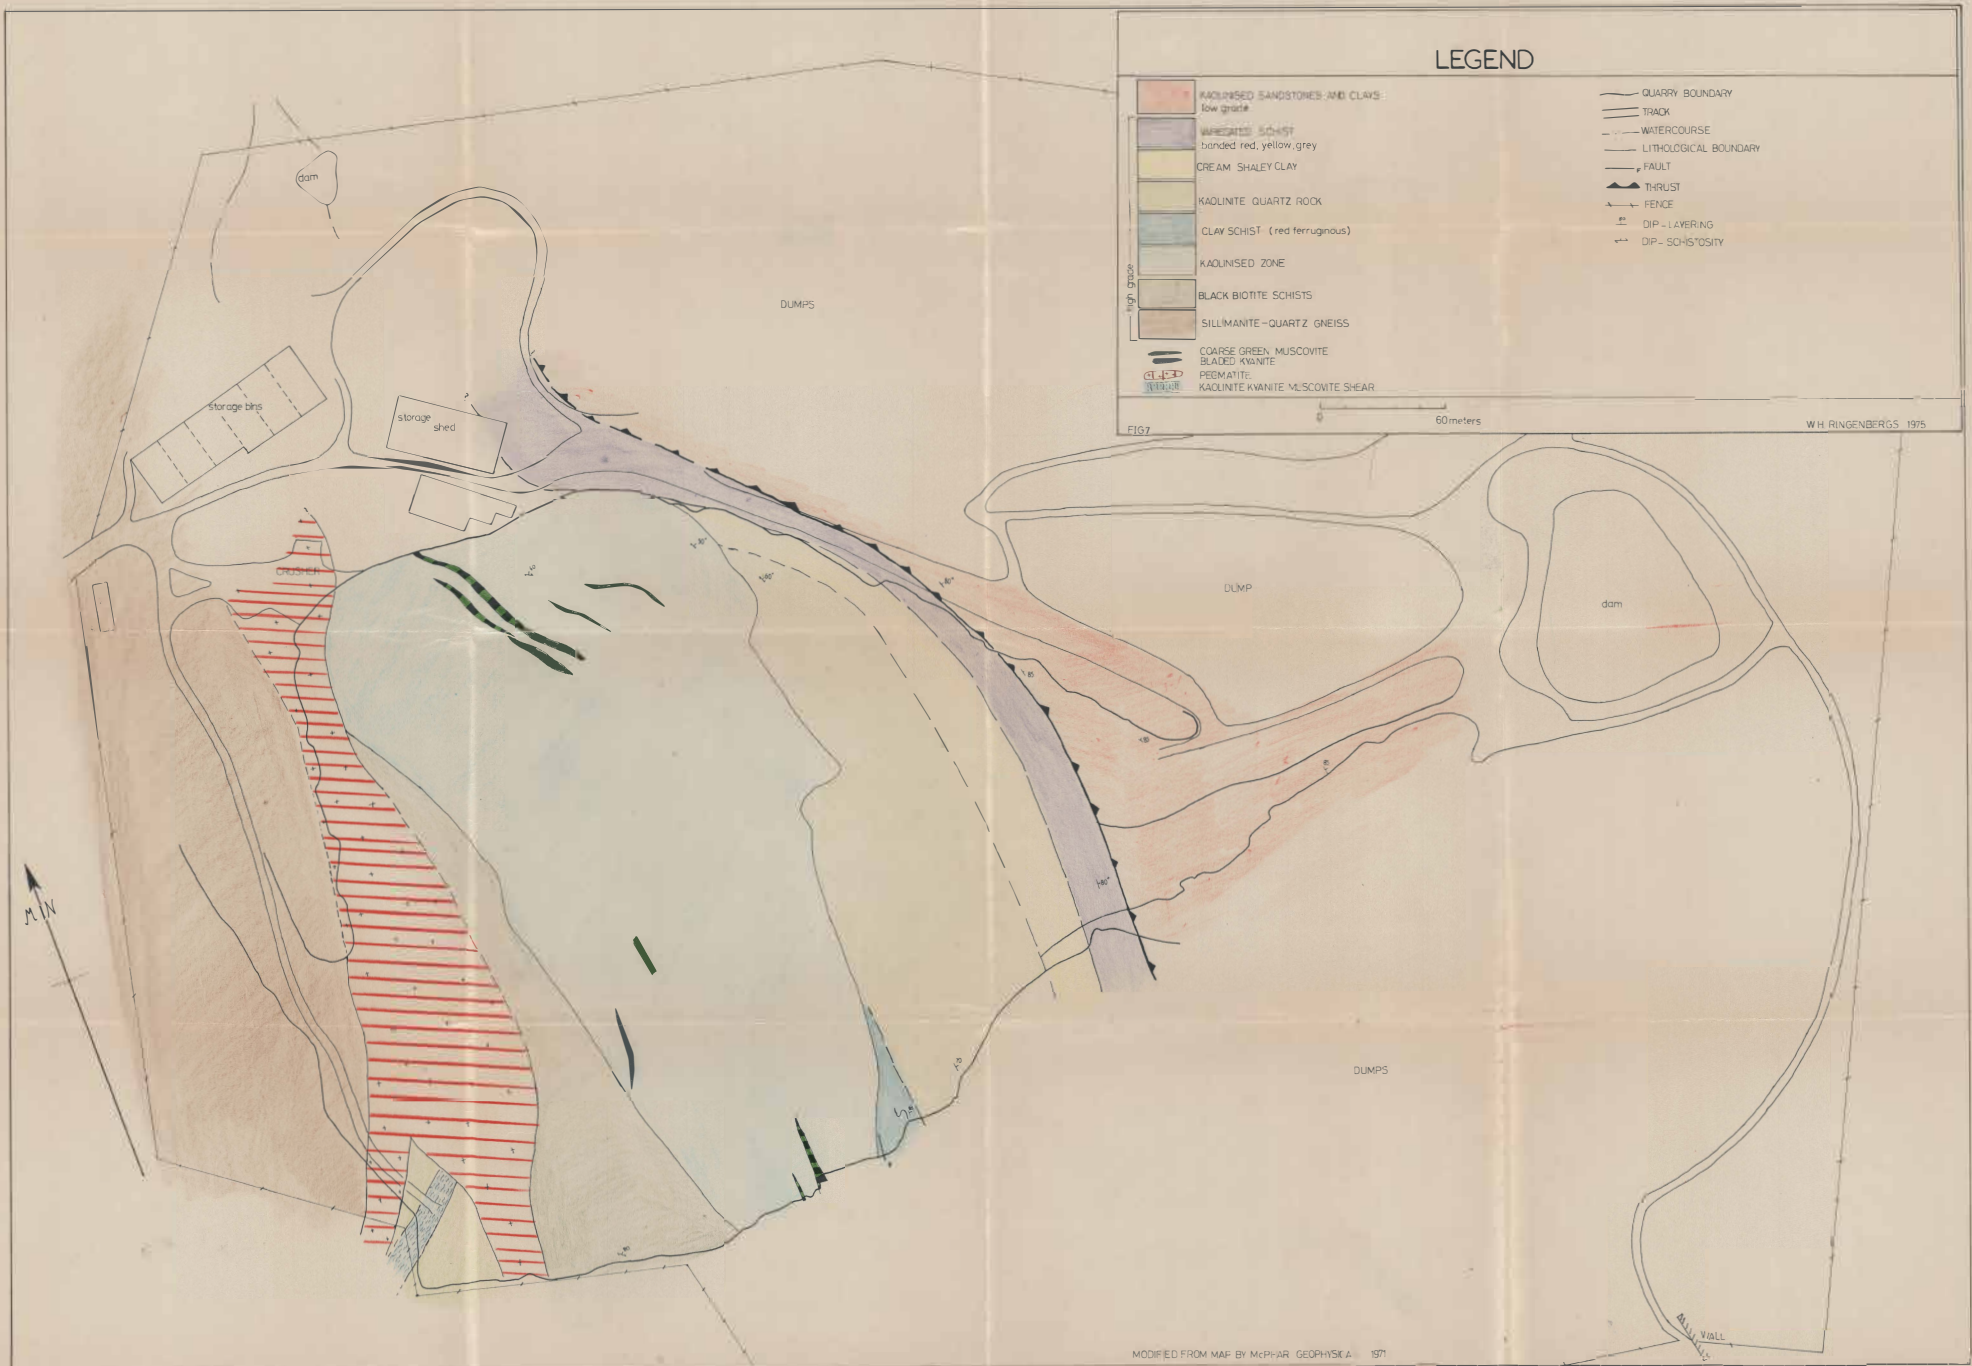 LEGEND
KAOLINISED SANDSTONES AND CLAYS
low grade
VARIEGATED SCHIST
banded red, yellow, grey
CREAM SHALEY CLAY
KAOLINITE QUARTZ ROCK
CLAY SCHIST (red ferruginous)
KAOLINISED ZONE
BLACK BIOTITE SCHISTS
SILLIMANITE-QUARTZ GNEISS
high grade
COARSE GREEN MUSCOVITE
BLADED KYANITE
PEGMATITE
KAOLINITE KYANITE MUSCOVITE SHEAR
QUARRY BOUNDARY
TRACK
WATERCOURSE
LITHOLOGICAL BOUNDARY
FAULT
THRUST
FENCE
DIP-LAYERING
DIP-SCHISTOSITY
0
60 meters
FIG 7
W.H. RINGENBERGS 1975
dam
DUMPS
storage bins
storage
shed
?
CRUSHER
DUMP
dam
85
80°
MN
DUMPS
WALL
MODIFIED FROM MAP BY McPHAR GEOPHYSICA 1971